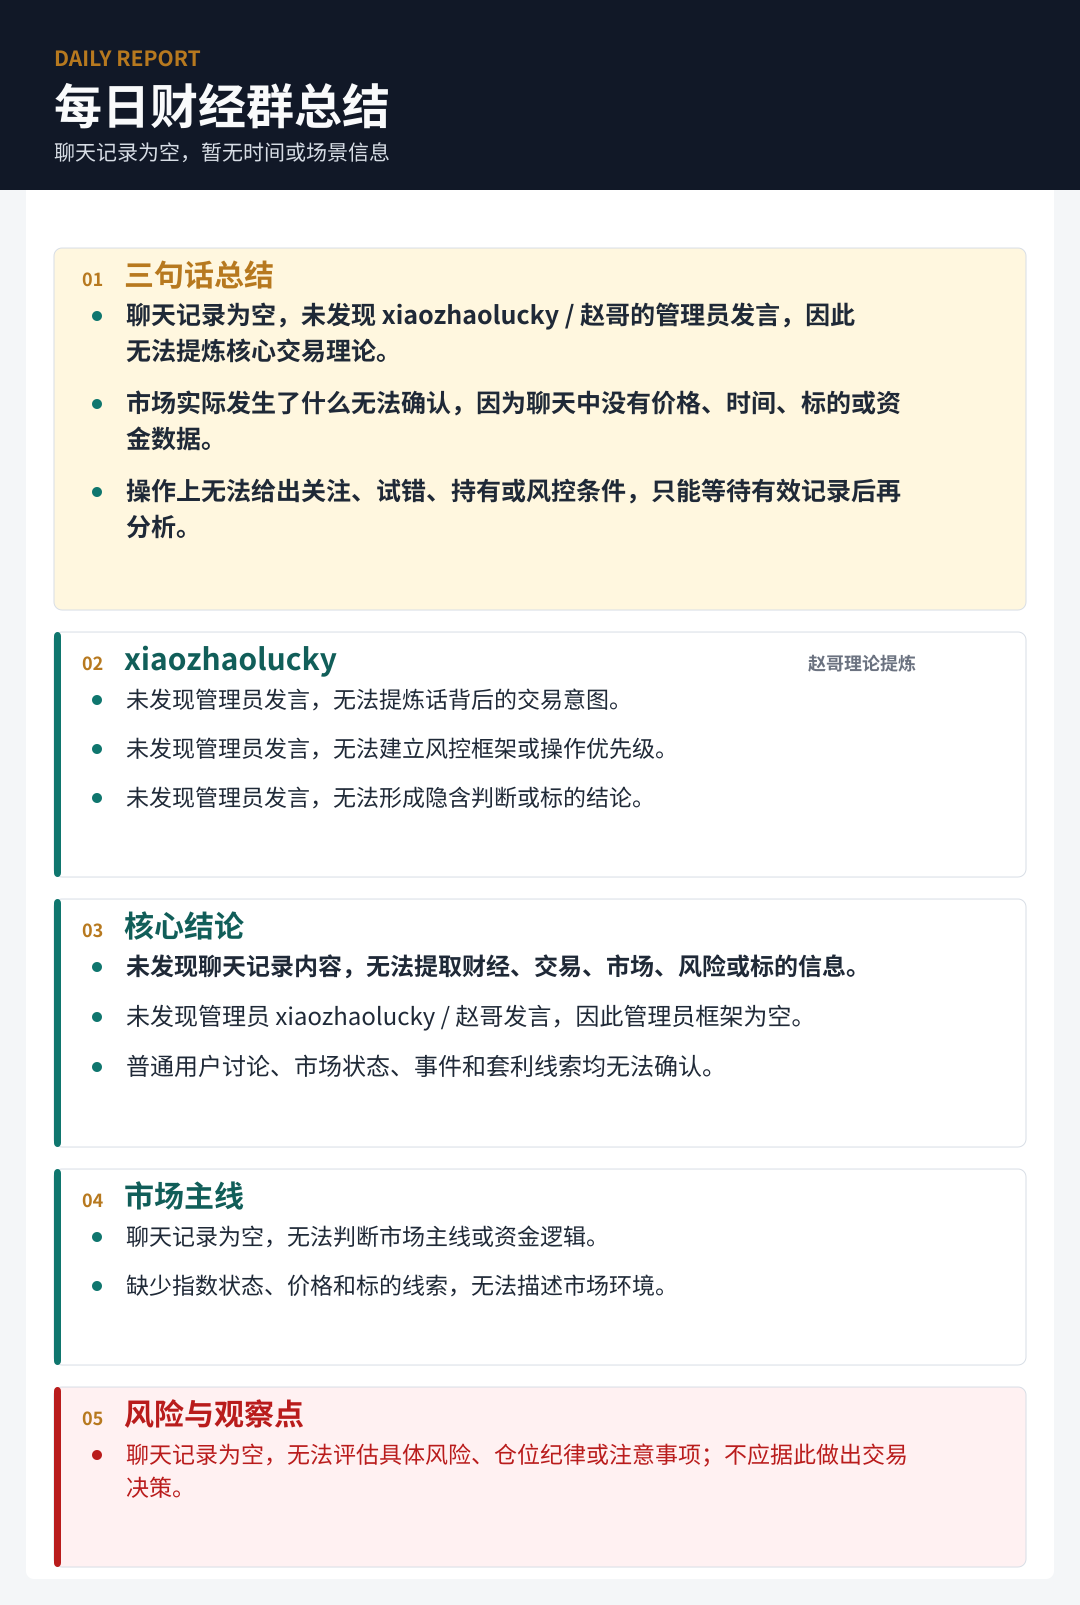 DAILY REPORT
每日财经群总结
聊天记录为空，暂无时间或场景信息
01 三句话总结
聊天记录为空，未发现 xiaozhaolucky / 赵哥的管理员发言，因此
无法提炼核心交易理论。
市场实际发生了什么无法确认，因为聊天中没有价格、时间、标的或资
金数据。
操作上无法给出关注、试错、持有或风控条件，只能等待有效记录后再
分析。
02 xiaozhaolucky 赵哥理论提炼
未发现管理员发言，无法提炼话背后的交易意图。
未发现管理员发言，无法建立风控框架或操作优先级。
未发现管理员发言，无法形成隐含判断或标的结论。
03 核心结论
未发现聊天记录内容，无法提取财经、交易、市场、风险或标的信息。
未发现管理员 xiaozhaolucky / 赵哥发言，因此管理员框架为空。
普通用户讨论、市场状态、事件和套利线索均无法确认。
04 市场主线
聊天记录为空，无法判断市场主线或资金逻辑。
缺少指数状态、价格和标的线索，无法描述市场环境。
05 风险与观察点
聊天记录为空，无法评估具体风险、仓位纪律或注意事项；不应据此做出交易
决策。